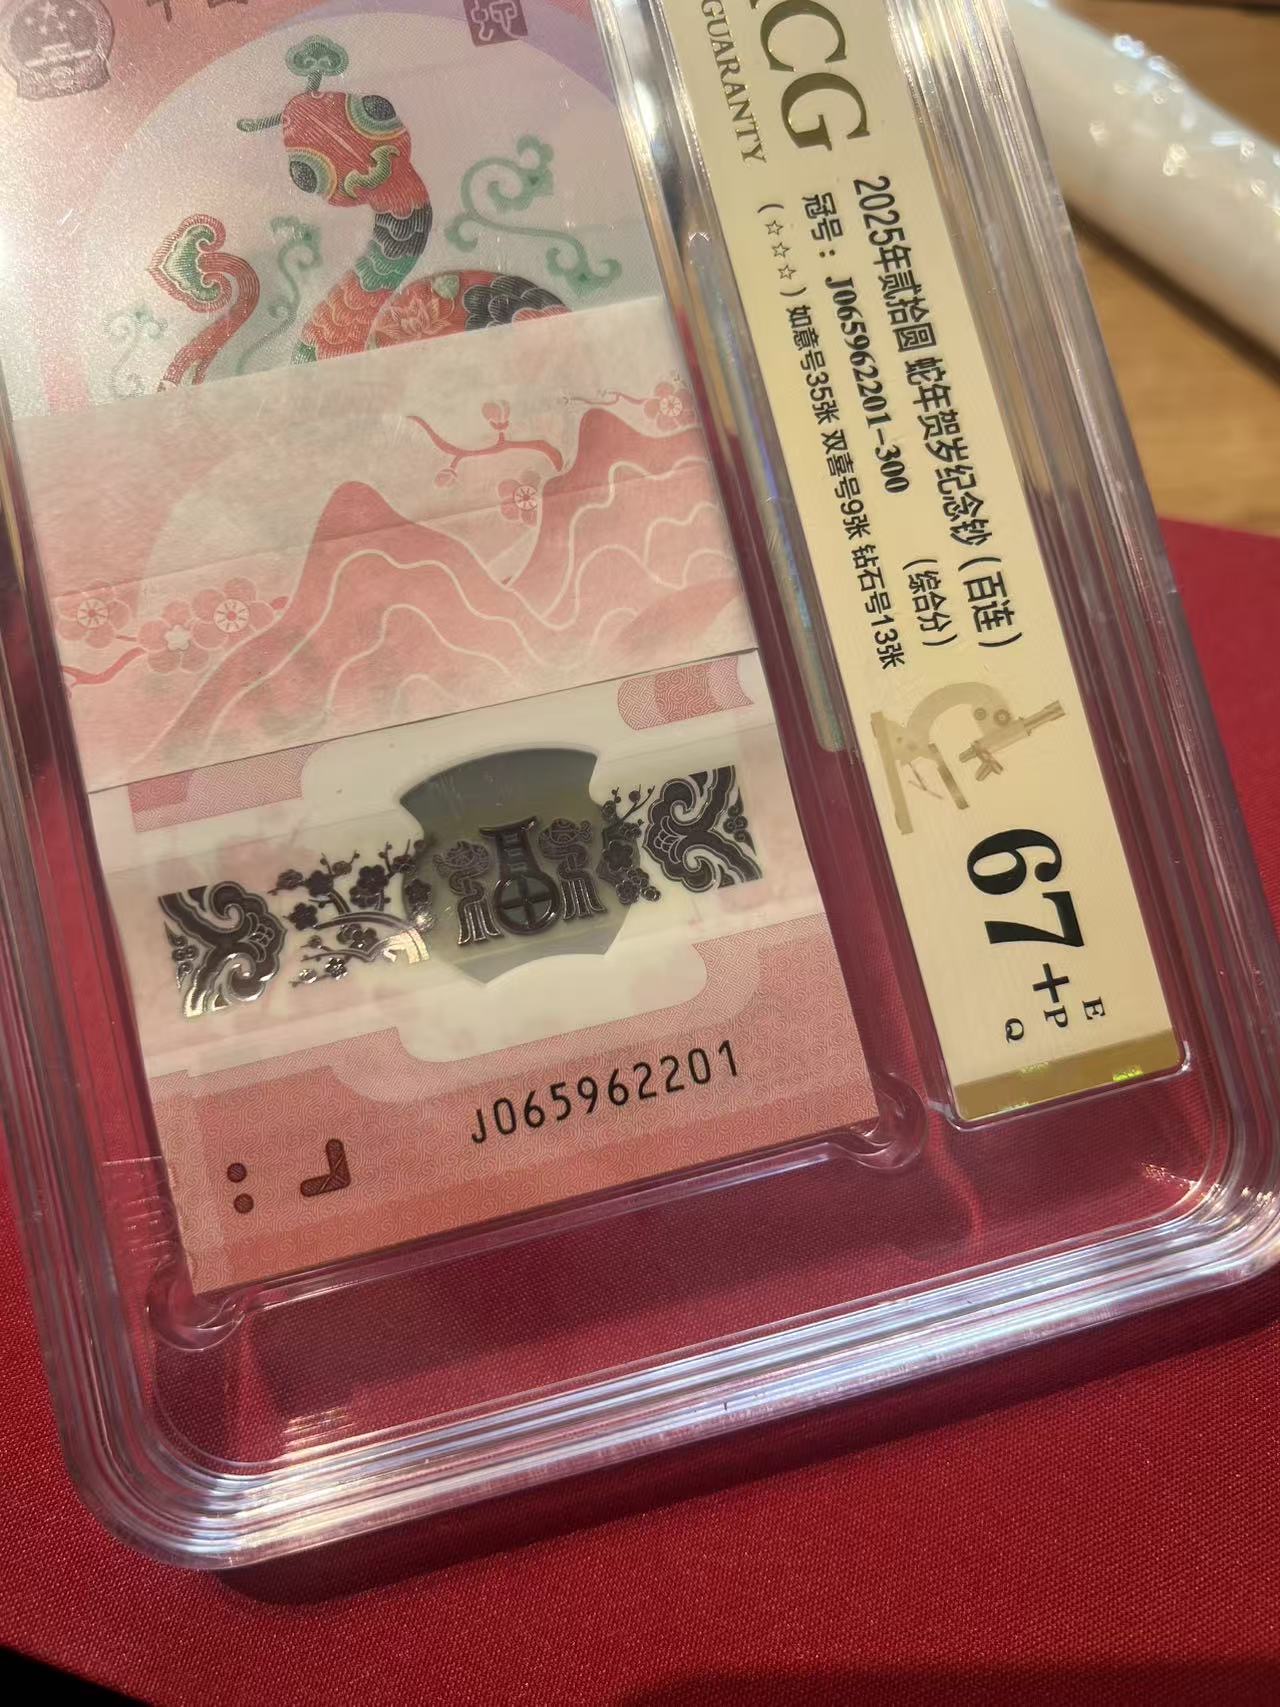 CG
GUARANTY
2025年贰拾圆 蛇年贺岁纪念钞(百连)
冠号：J065962201-300 (综合分)
(☆☆☆)如意号35张 双喜号9张 钻石号13张
67+
E
P
Q
J065962201